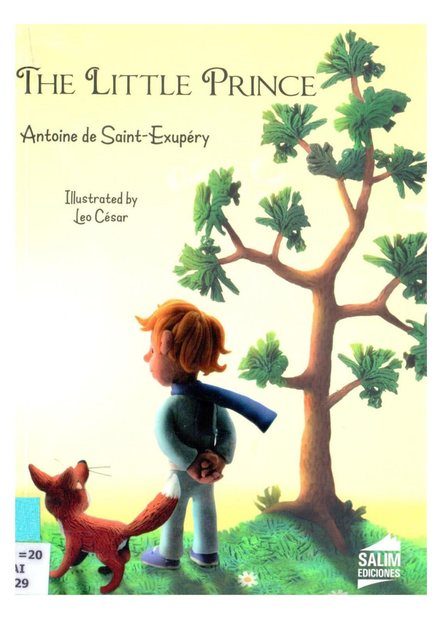 THE LITTLE PRINCE
Antoine de Saint-Exupéry
Illustrated by
Leo César
=20
AI
29
SALIM
EDICIONES